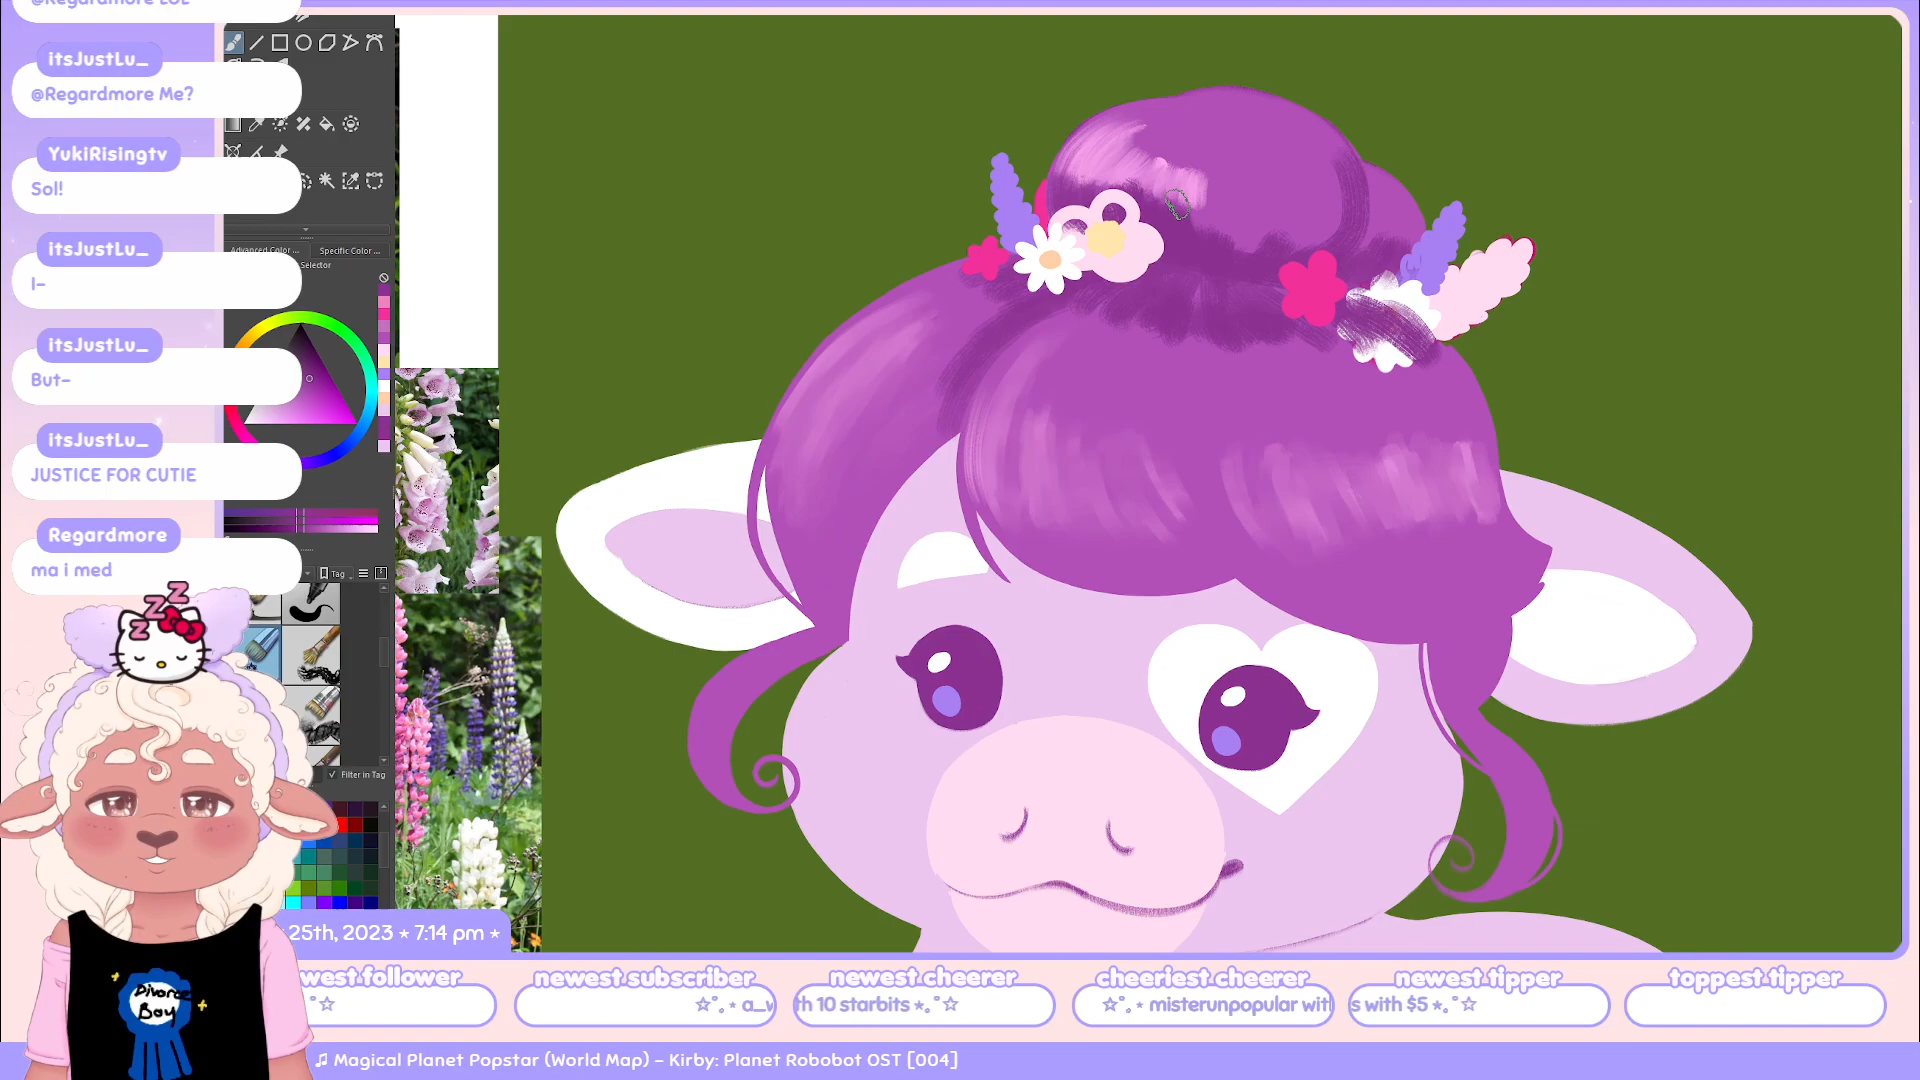 @Regardmore LOL
itsJustLu_
@Regardmore Me?
YukiRisingtv
Sol!
itsJustLu_
I-
itsJustLu_
But-
itsJustLu_
JUSTICE FOR CUTIE
Regardmore
ma i med
Advanced Color ...
Specific Color ...
Selector
Tag
Filter in Tag
z
z
z
Divorce
Boy
25th, 2023 ⋆ 7:14 pm ⋆
west follower
newest subscriber
☆˚. ⋆ a_w
newest cheerer
th 10 starbits ⋆.˚☆
cheeriest cheerer
☆˚. ⋆ misterunpopular wit
newest tipper
s with $5 ⋆.˚☆
toppest tipper
♫ Magical Planet Popstar (World Map) - Kirby: Planet Robobot OST [004]